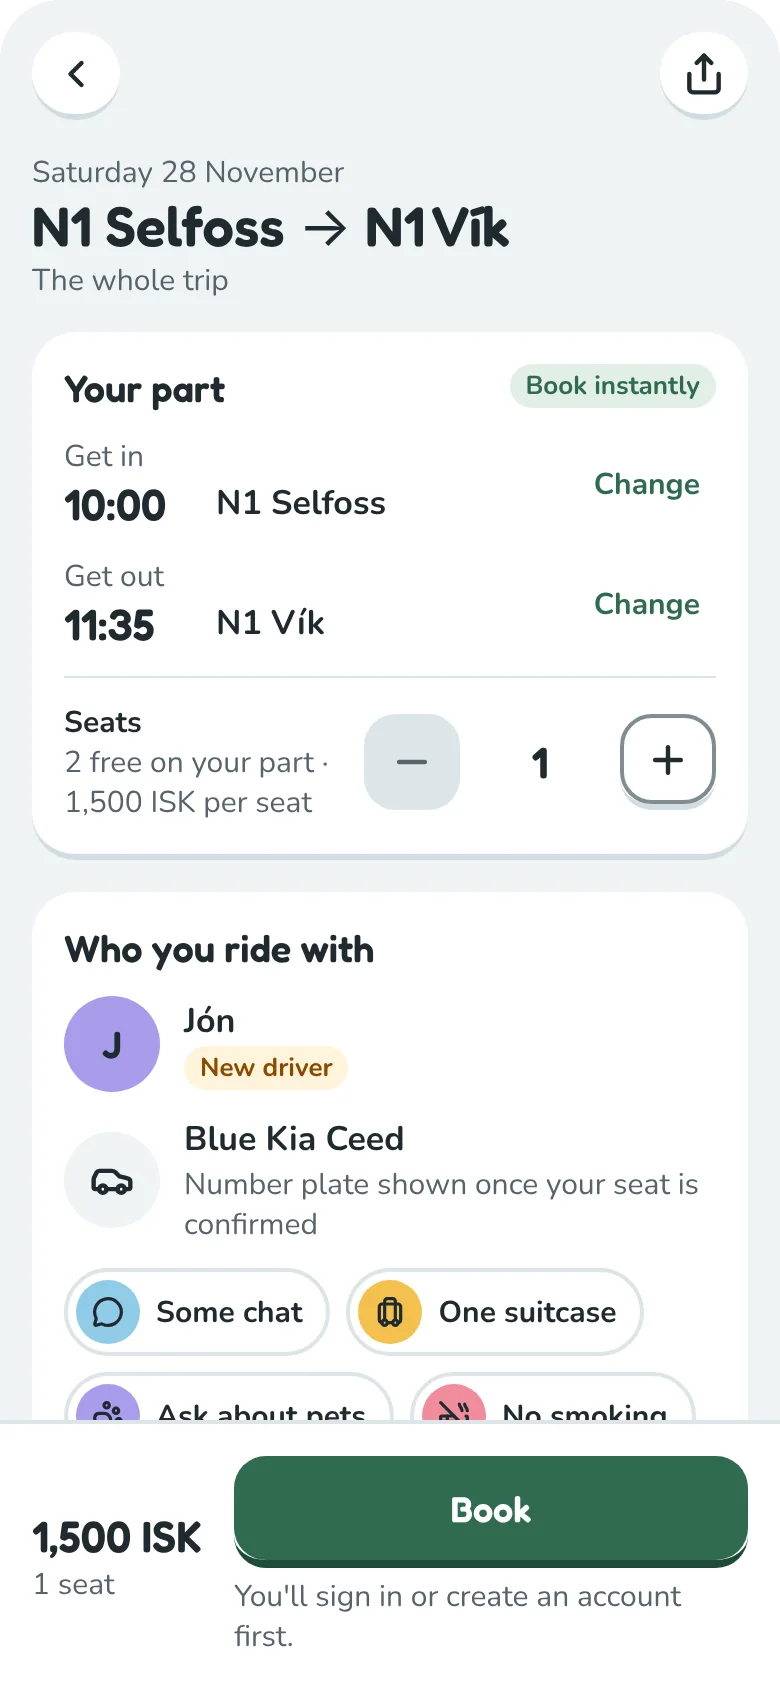 Saturday 28 November
N1 Selfoss → N1 Vík
The whole trip
Your part
Book instantly
Get in
10:00 N1 Selfoss
Change
Get out
11:35 N1 Vík
Change
Seats
2 free on your part ·
1,500 ISK per seat
1
Who you ride with
J
Jón
New driver
Blue Kia Ceed
Number plate shown once your seat is
confirmed
Some chat
One suitcase
Ask about pets
No smoking
1,500 ISK
1 seat
Book
You'll sign in or create an account
first.